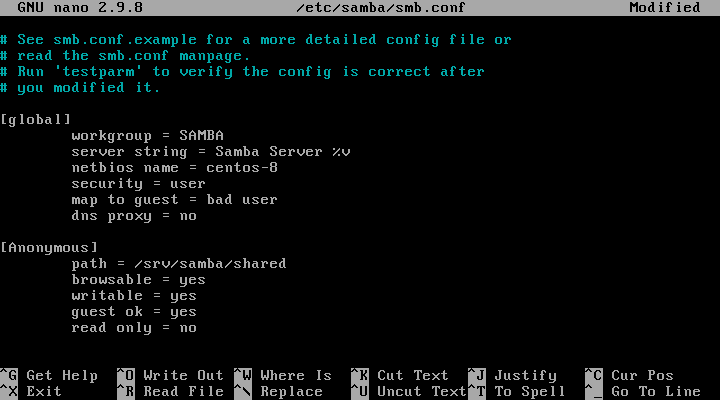 GNU nano 2.9.8 /etc/samba/smb.conf Modified
# See smb.conf.example for a more detailed config file or
# read the smb.conf manpage.
# Run 'testparm' to verify the config is correct after
# you modified it.
[global]
workgroup = SAMBA
server string = Samba Server %v
netbios name = centos-8
security = user
map to guest = bad user
dns proxy = no
[Anonymous]
path = /srv/samba/shared
browsable = yes
writable = yes
guest ok = yes
read only = no
^G Get Help ^O Write Out ^W Where Is ^K Cut Text ^J Justify ^C Cur Pos
^X Exit ^R Read File ^\ Replace ^U Uncut Text ^T To Spell ^_ Go To Line